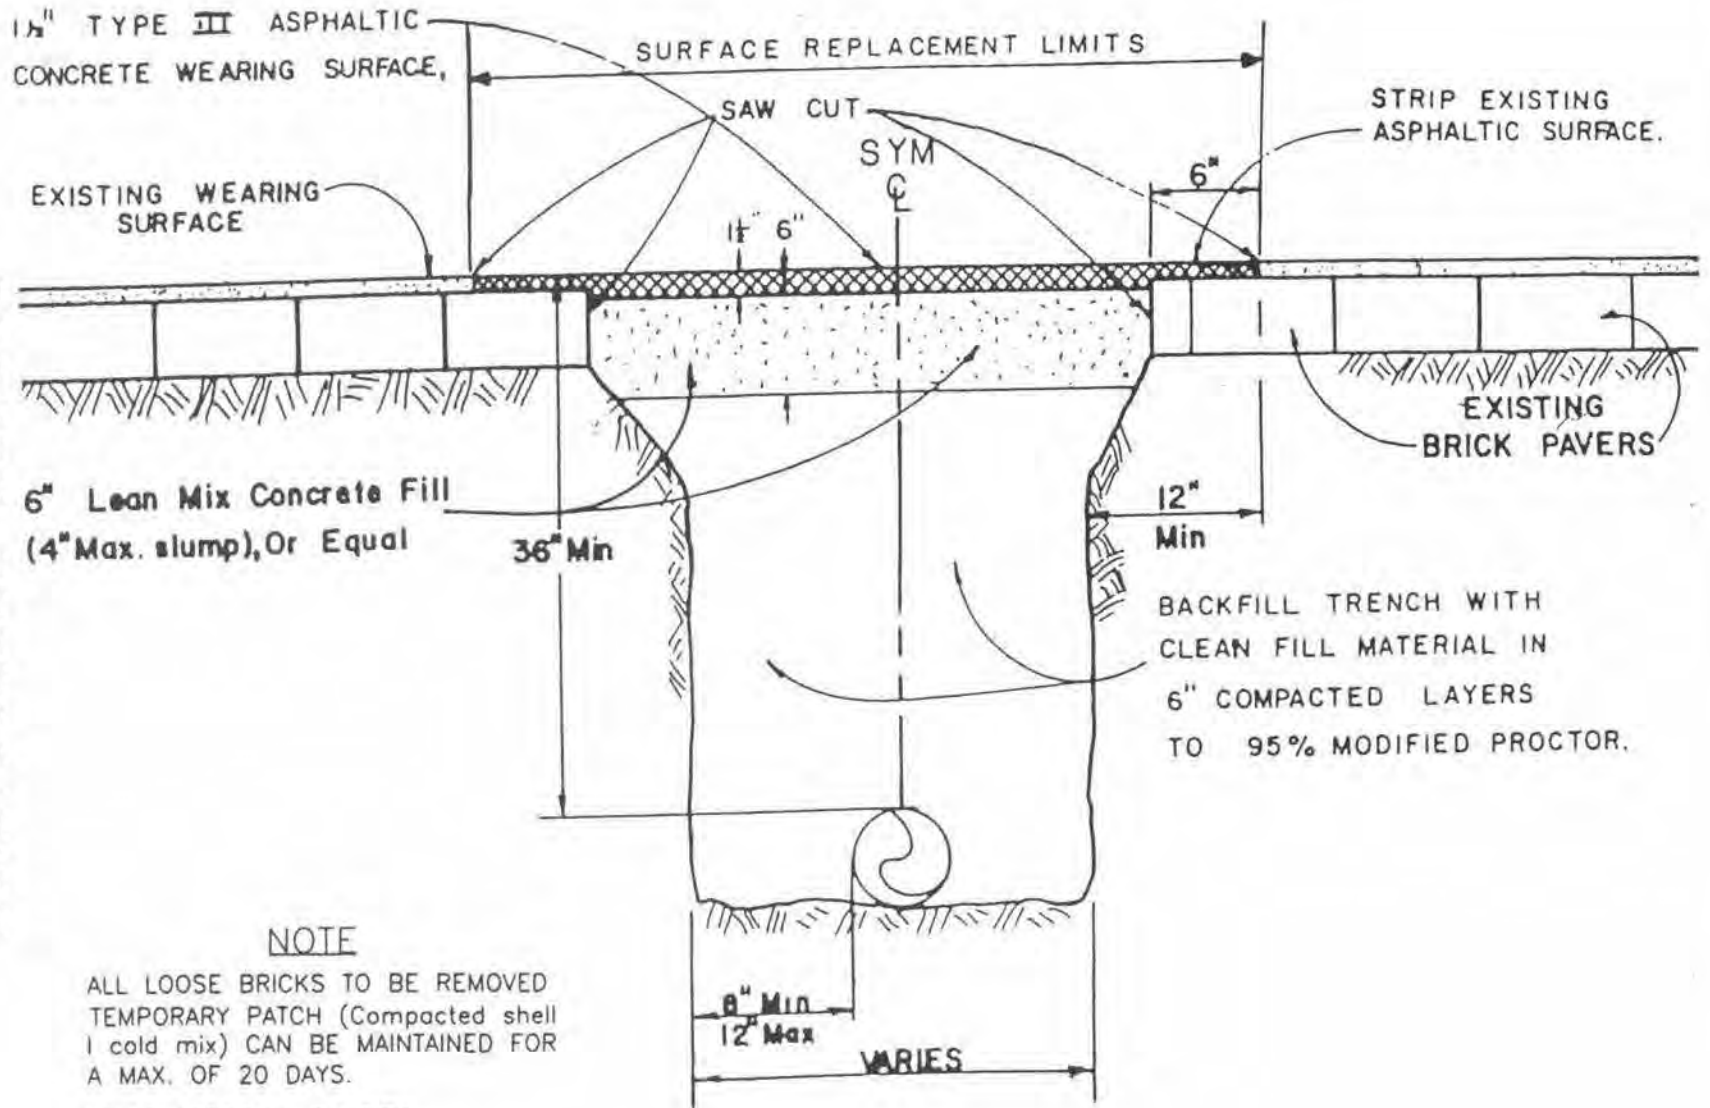 1½" TYPE III ASPHALTIC
CONCRETE WEARING SURFACE,
SURFACE REPLACEMENT LIMITS
SAW CUT
SYM
℄
STRIP EXISTING
ASPHALTIC SURFACE.
6"
EXISTING WEARING
SURFACE
6"
EXISTING
BRICK PAVERS
6" Lean Mix Concrete Fill
(4" Max. slump), Or Equal
36" Min
12"
Min
BACKFILL TRENCH WITH
CLEAN FILL MATERIAL IN
6" COMPACTED LAYERS
TO 95% MODIFIED PROCTOR.
NOTE
ALL LOOSE BRICKS TO BE REMOVED
TEMPORARY PATCH (Compacted shell
I cold mix) CAN BE MAINTAINED FOR
A MAX. OF 20 DAYS.
8" Min
12" Max
VARIES